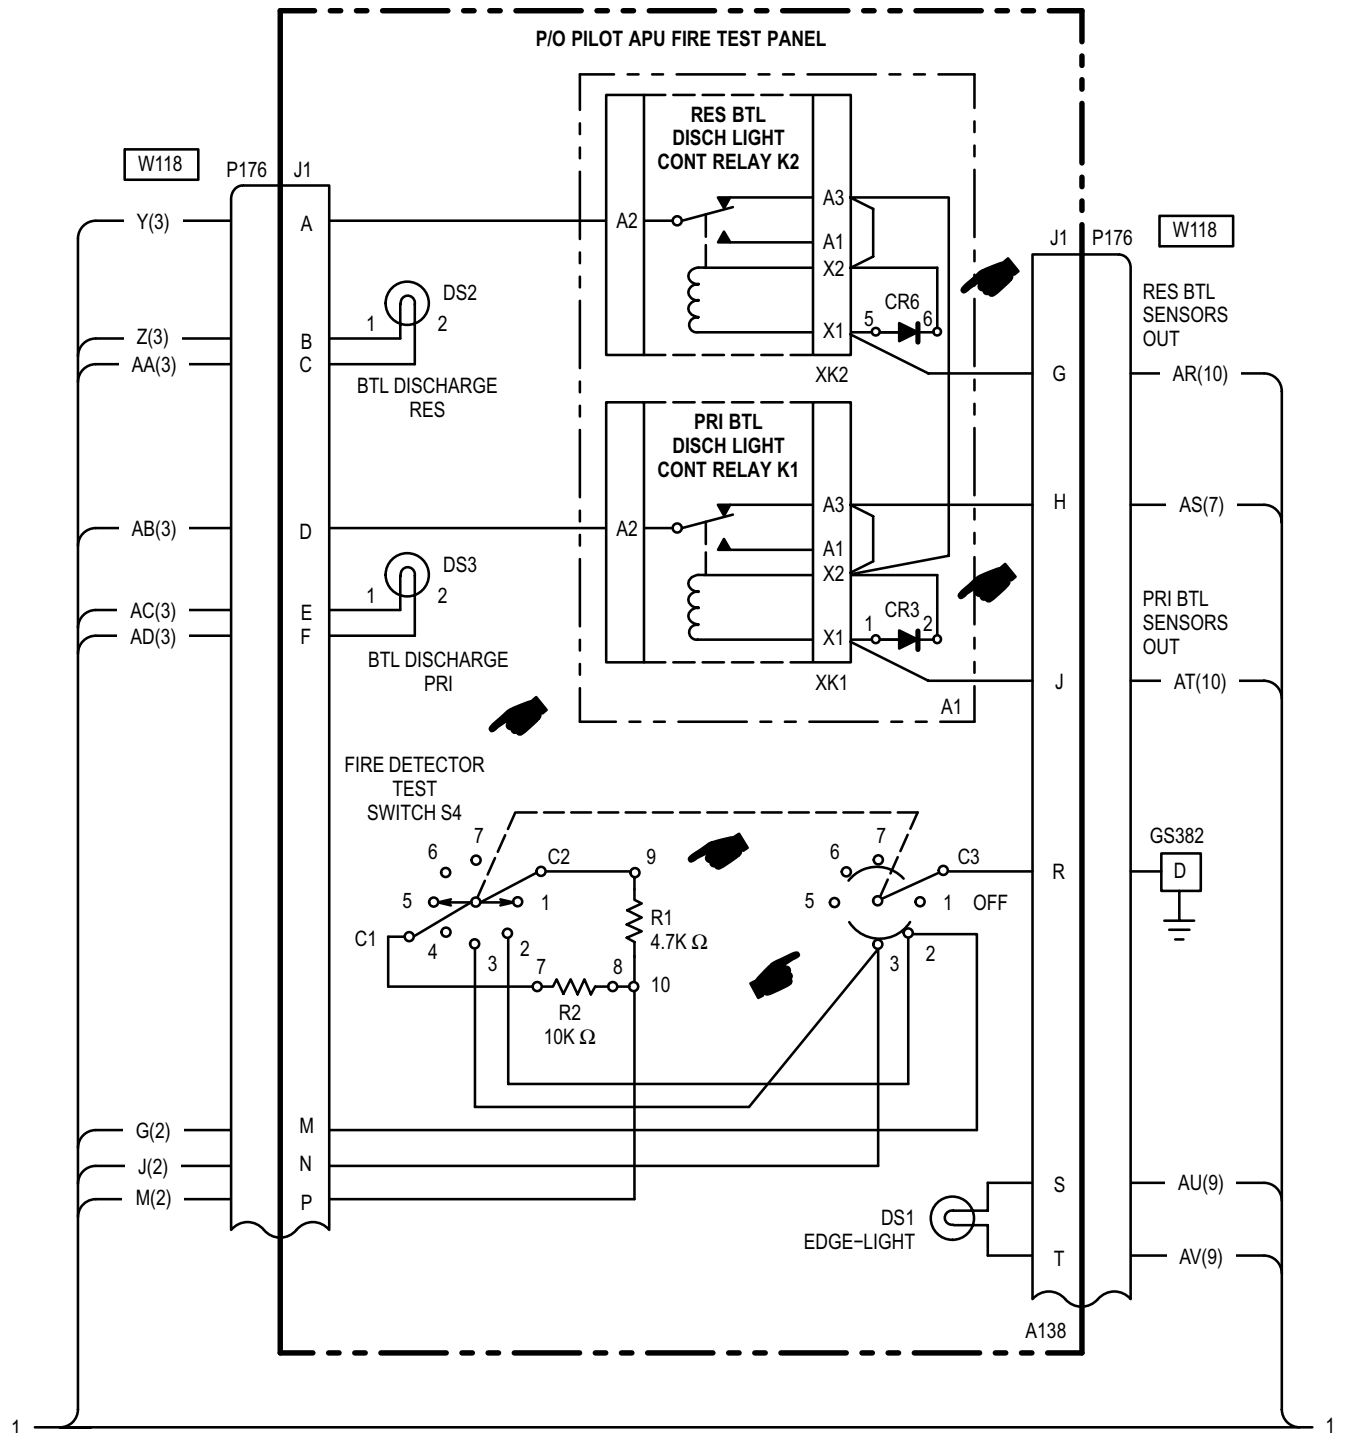 P/O PILOT APU FIRE TEST PANEL
RES BTL
DISCH LIGHT
CONT RELAY K2
W118
P176
J1
Y(3)
A
A2
A3
A1
X2
X1
CR6
5
6
XK2
J1
P176
W118
RES BTL
SENSORS
OUT
DS2
1
2
Z(3)
B
AA(3)
C
BTL DISCHARGE
RES
G
AR(10)
PRI BTL
DISCH LIGHT
CONT RELAY K1
AB(3)
D
A2
A3
A1
X2
X1
H
AS(7)
DS3
1
2
AC(3)
E
AD(3)
F
CR3
1
2
PRI BTL
SENSORS
OUT
BTL DISCHARGE
PRI
XK1
J
AT(10)
A1
FIRE DETECTOR
TEST
SWITCH S4
7
6
5
4
3
2
1
C1
C2
9
R1
4.7K Ω
7
8
10
R2
10K Ω
7
6
5
C3
1
OFF
2
3
R
GS382
D
G(2)
M
J(2)
N
M(2)
P
DS1
EDGE−LIGHT
S
AU(9)
T
AV(9)
A138
1
1